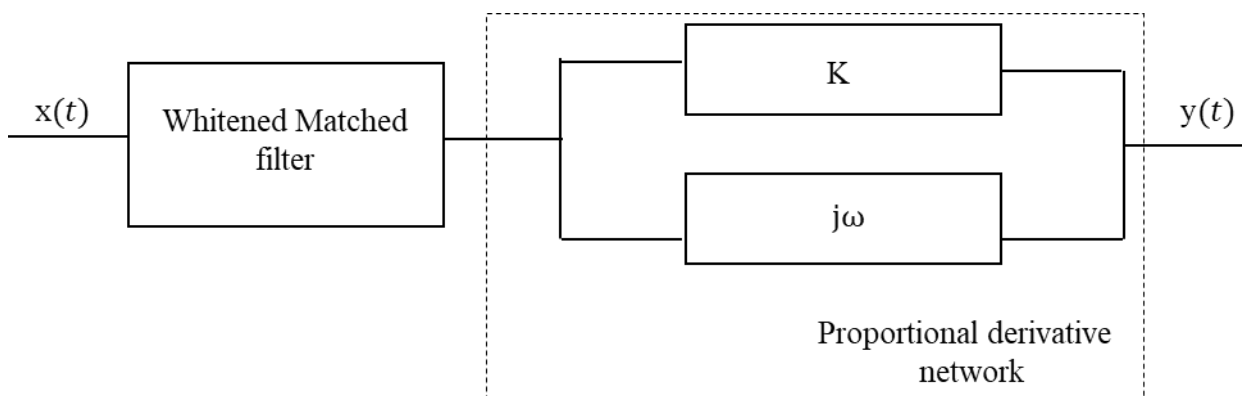 x(t)
Whitened Matched
filter
K
jω
y(t)
Proportional derivative
network